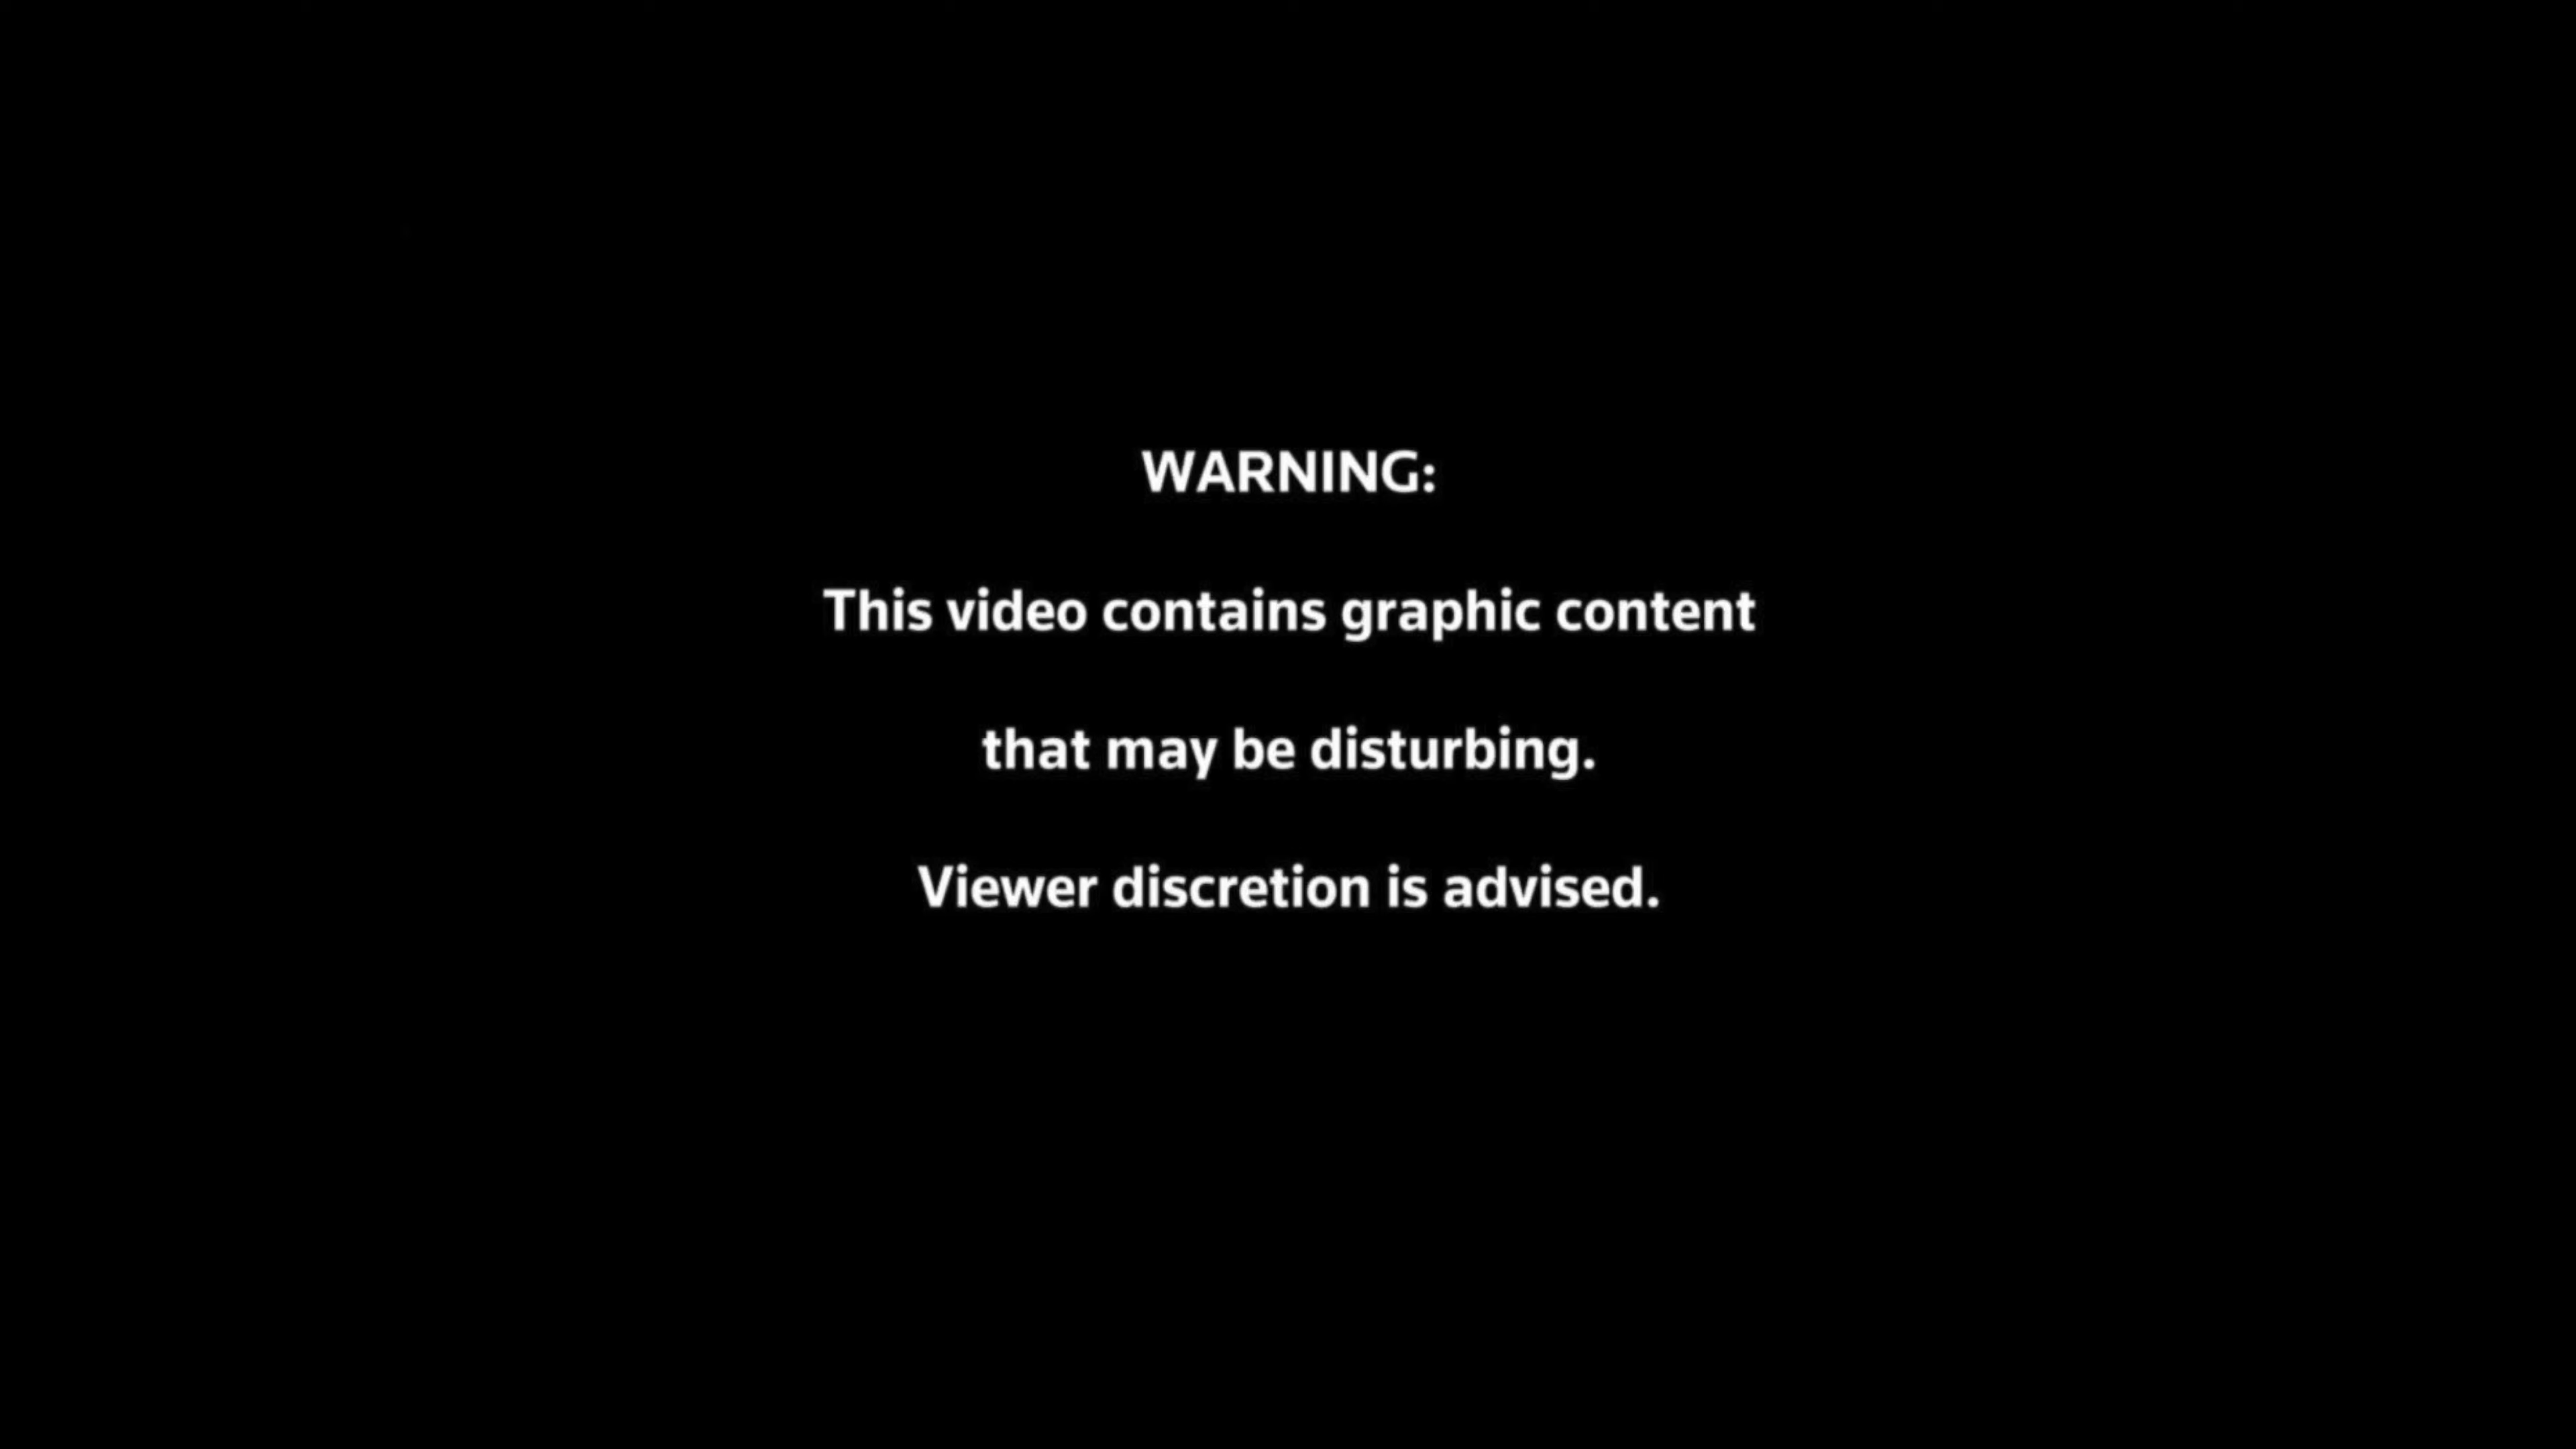 WARNING:
This video contains graphic content
that may be disturbing.
Viewer discretion is advised.